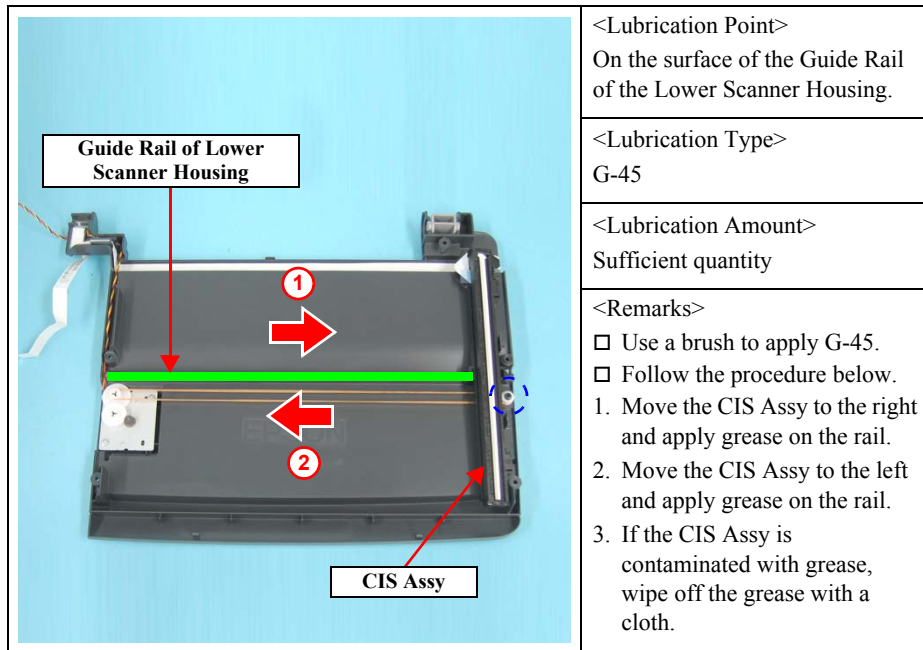 Guide Rail of Lower
Scanner Housing
1
2
CIS Assy
<Lubrication Point>
On the surface of the Guide Rail
of the Lower Scanner Housing.
<Lubrication Type>
G-45
<Lubrication Amount>
Sufficient quantity
<Remarks>
□ Use a brush to apply G-45.
□ Follow the procedure below.
1. Move the CIS Assy to the right
and apply grease on the rail.
2. Move the CIS Assy to the left
and apply grease on the rail.
3. If the CIS Assy is
contaminated with grease,
wipe off the grease with a
cloth.